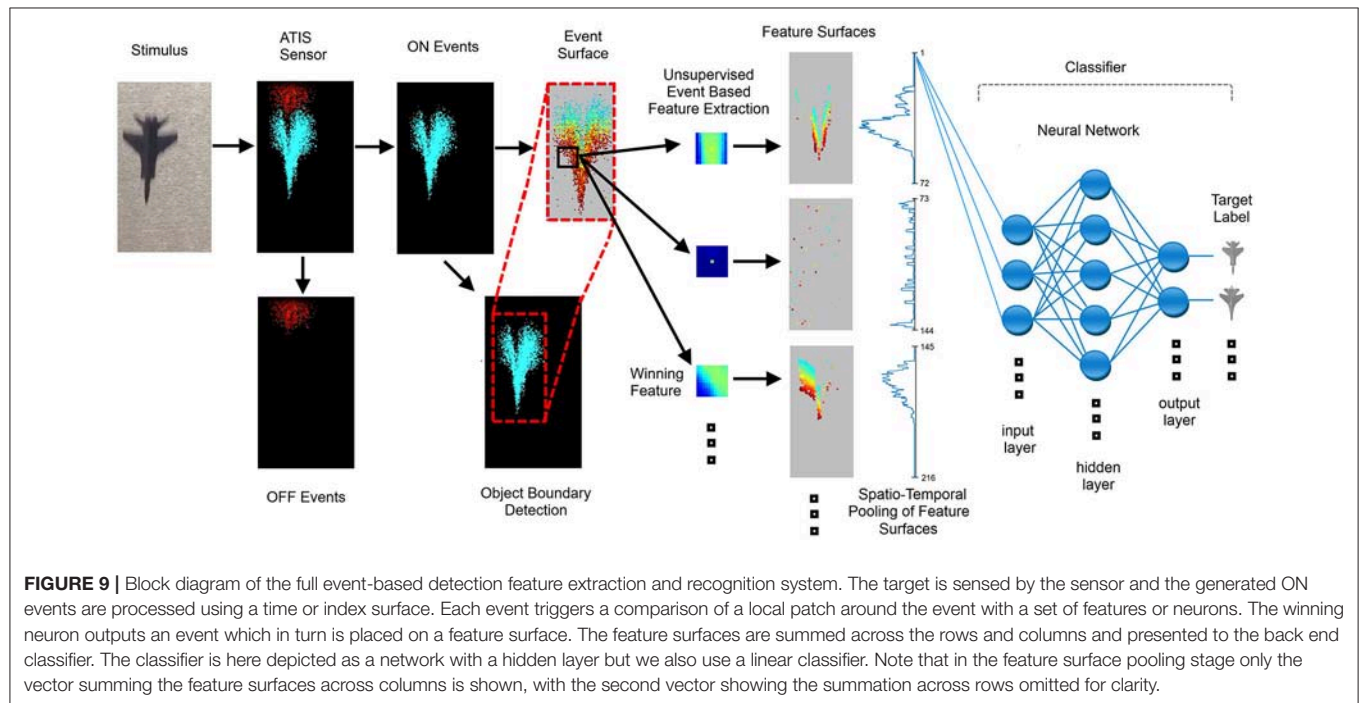 Stimulus
ATIS
Sensor
ON Events
Event
Surface
Unsupervised
Event Based
Feature Extraction
Feature Surfaces
Classifier
Neural Network
Target
Label
1
72
73
144
145
216
Winning
Feature
OFF Events
Object Boundary
Detection
Spatio-Temporal
Pooling of Feature
Surfaces
input
layer
hidden
layer
output
layer
FIGURE 9 | Block diagram of the full event-based detection feature extraction and recognition system. The target is sensed by the sensor and the generated ON
events are processed using a time or index surface. Each event triggers a comparison of a local patch around the event with a set of features or neurons. The winning
neuron outputs an event which in turn is placed on a feature surface. The feature surfaces are summed across the rows and columns and presented to the back end
classifier. The classifier is here depicted as a network with a hidden layer but we also use a linear classifier. Note that in the feature surface pooling stage only the
vector summing the feature surfaces across columns is shown, with the second vector showing the summation across rows omitted for clarity.